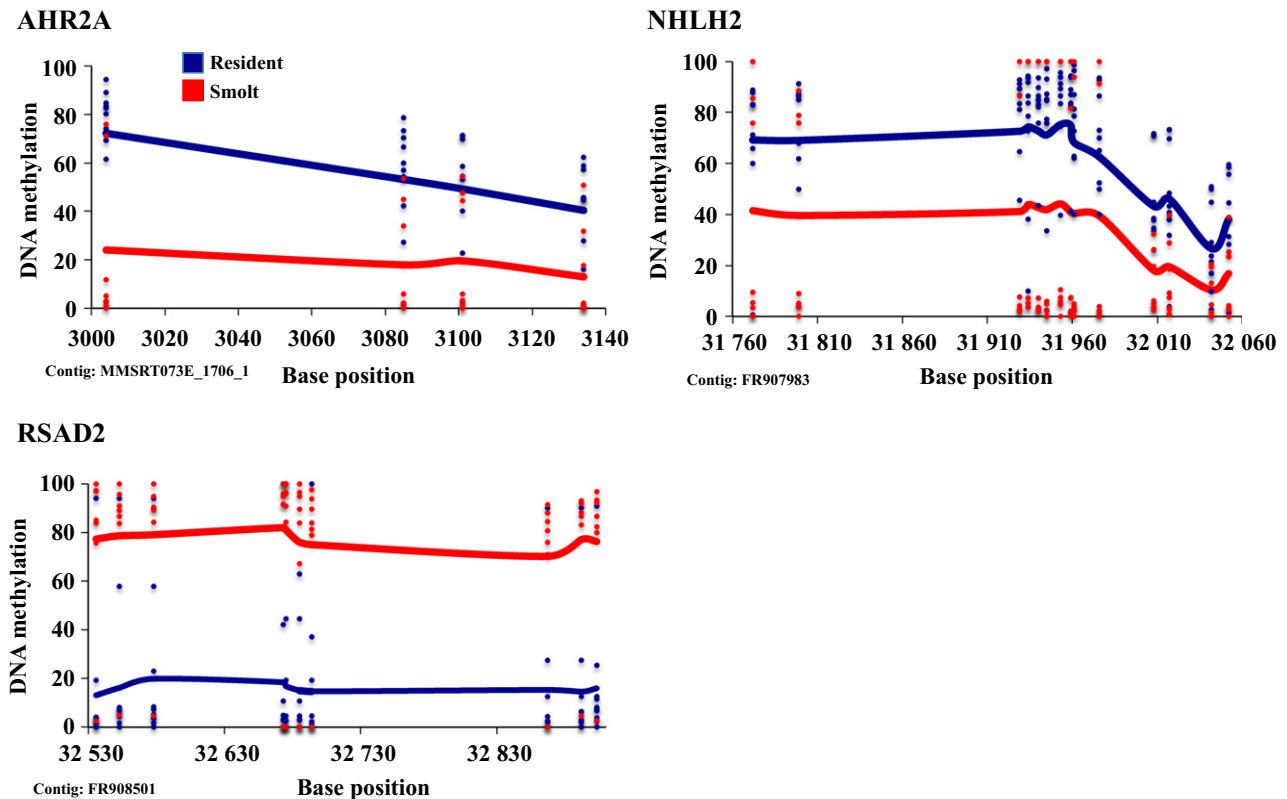 AHR2A
Resident
Smolt
DNA methylation
100
80
60
40
20
0
3000 3020 3040 3060 3080 3100 3120 3140
Contig: MMSRT073E_1706_1
Base position
NHLH2
DNA methylation
100
80
60
40
20
0
31 760 31 810 31 860 31 910 31 960 32 010 32 060
Contig: FR907983
Base position
RSAD2
DNA methylation
100
80
60
40
20
0
32 530 32 630 32 730 32 830
Contig: FR908501
Base position